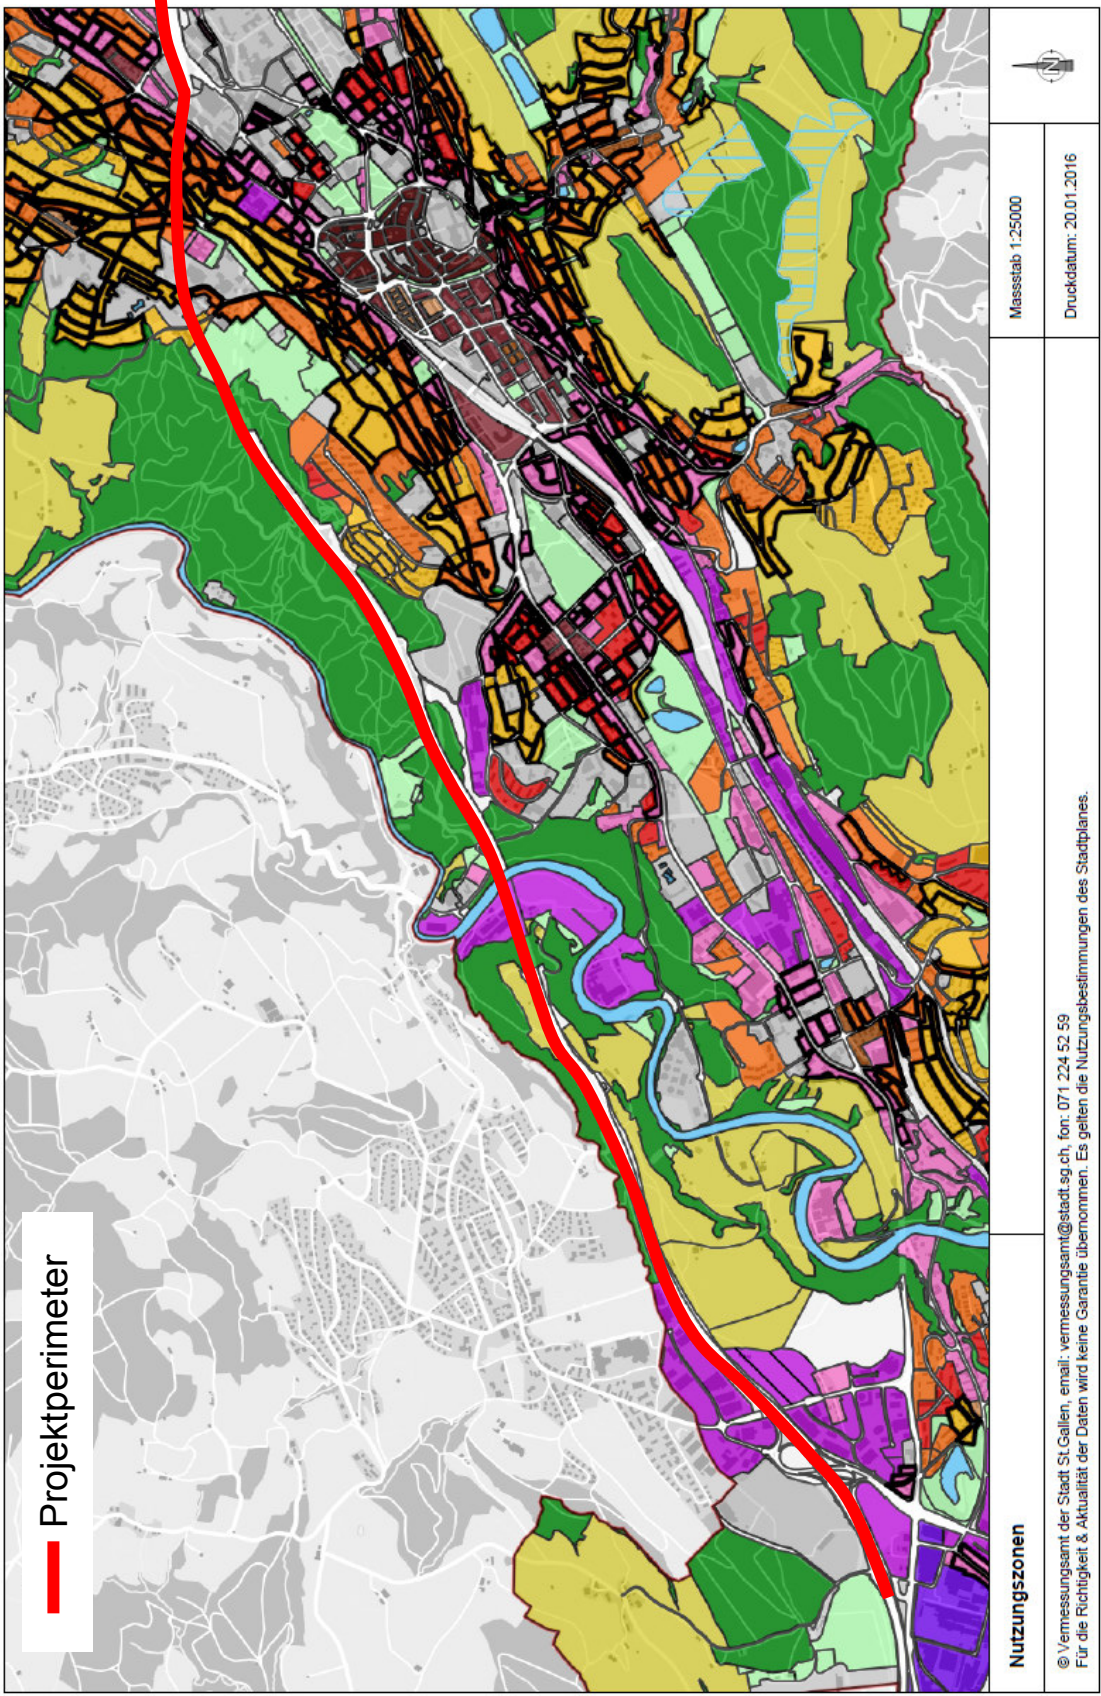 Projektperimeter
Nutzungszonen
Massstab 1:25000
N
Druckdatum: 20.01.2016
© Vermessungsamt der Stadt St.Gallen, email: vermessungsamt@stadt.sg.ch, fon: 071 224 52 59
Für die Richtigkeit & Aktualität der Daten wird keine Garantie übernommen. Es gelten die Nutzungsbestimmungen des Stadtplanes.